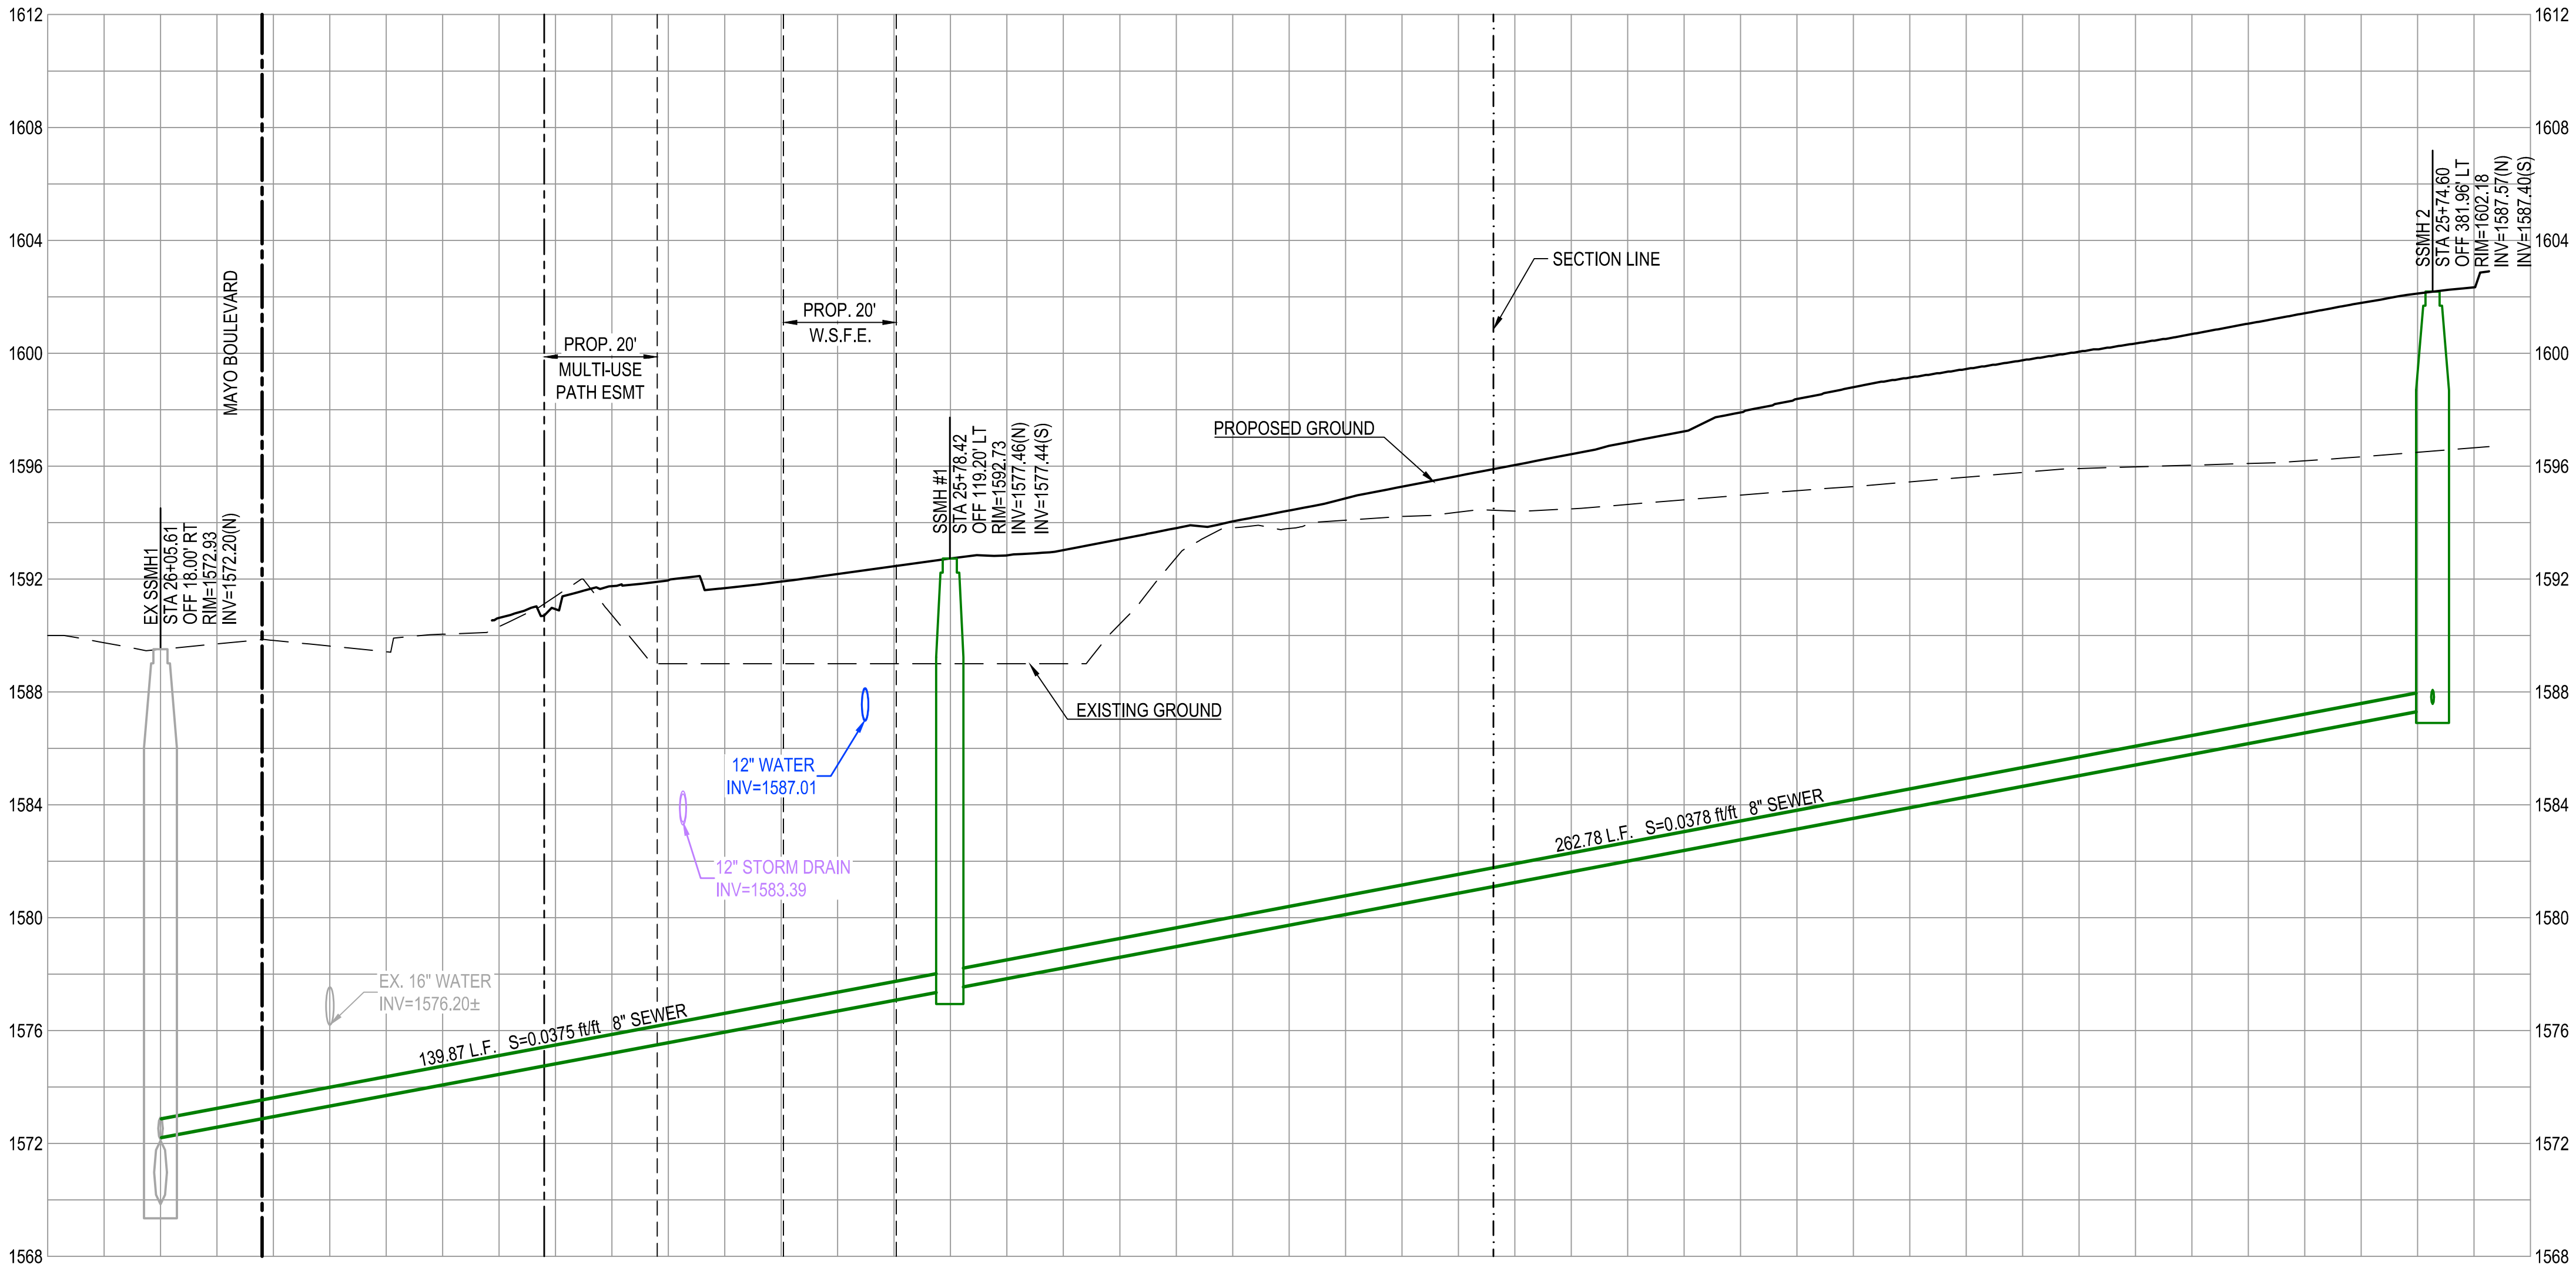 1612
1608
1604
1600
1596
1592
1588
1584
1580
1576
1572
1568
EX SSMH1
STA 26+05.61
OFF 18.00' RT
RIM=1572.93
INV=1572.20(N)
MAYO BOULEVARD
PROP. 20'
MULTI-USE
PATH ESMT
PROP. 20'
W.S.F.E.
SSMH #1
STA 25+78.42
OFF 119.20' LT
RIM=1592.73
INV=1577.46(N)
INV=1577.44(S)
PROPOSED GROUND
SECTION LINE
EXISTING GROUND
12" WATER
INV=1587.01
12" STORM DRAIN
INV=1583.39
EX. 16" WATER
INV=1576.20±
139.87 L.F. S=0.0375 ft/ft 8" SEWER
262.78 L.F. S=0.0378 ft/ft 8" SEWER
SSMH 2
STA 25+74.60
OFF 381.96' LT
RIM=1602.18
INV=1587.57(N)
INV=1587.40(S)
1612
1608
1604
1600
1596
1592
1588
1584
1580
1576
1572
1568